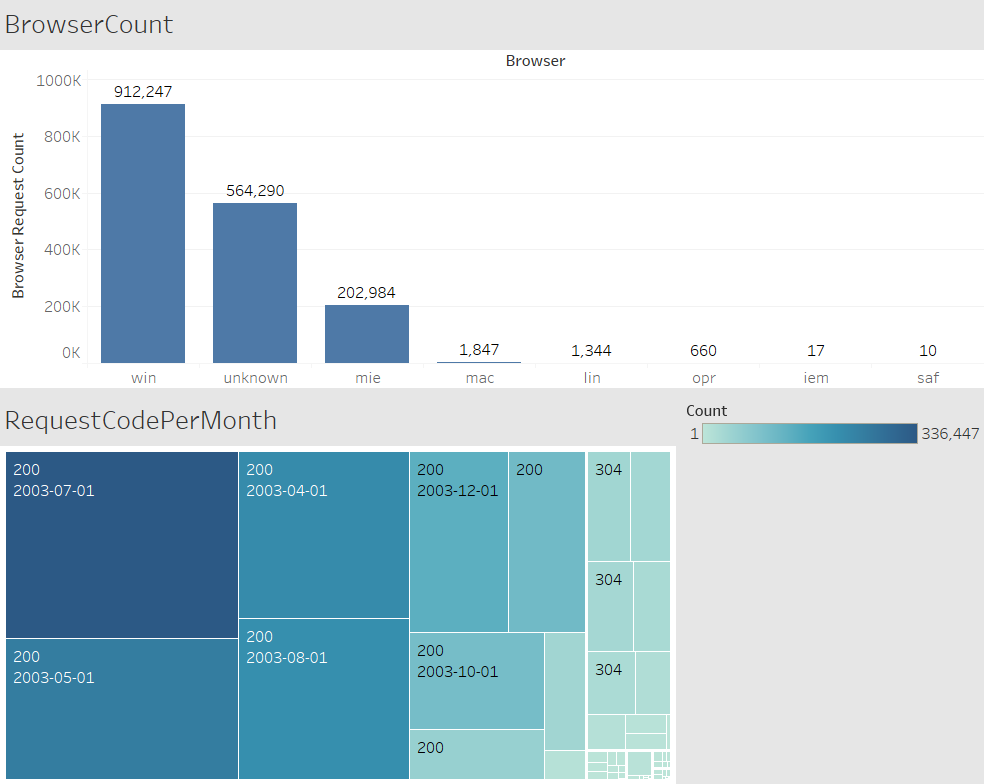 BrowserCount
Browser
Browser Request Count
1000K
800K
600K
400K
200K
0K
912,247
564,290
202,984
1,847
1,344
660
17
10
win
unknown
mie
mac
lin
opr
iem
saf
RequestCodePerMonth
Count
1
336,447
200
2003-07-01
200
2003-05-01
200
2003-04-01
200
2003-08-01
200
2003-12-01
200
200
2003-10-01
200
304
304
304